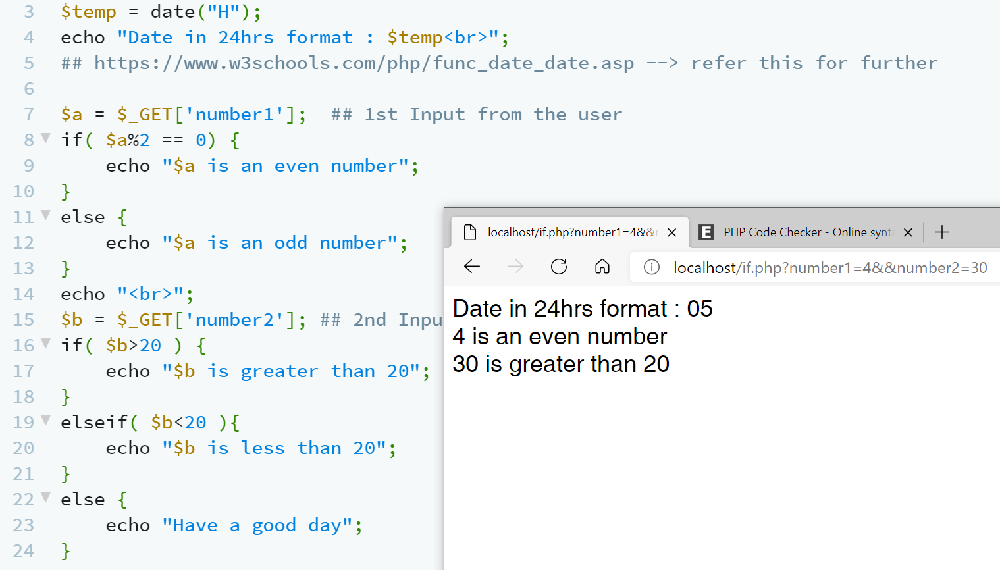 3 $temp = date("H");
4 echo "Date in 24hrs format : $temp<br>";
5 ## https://www.w3schools.com/php/func_date_date.asp --> refer this for further
6
7 $a = $_GET['number1'];  ## 1st Input from the user
8 if( $a%2 == 0) {
9     echo "$a is an even number";
10 }
11 else {
12     echo "$a is an odd number";
13 }
14 echo "<br>";
15 $b = $_GET['number2']; ## 2nd Inpu
16 if( $b>20 ) {
17     echo "$b is greater than 20";
18 }
19 elseif( $b<20 ){
20     echo "$b is less than 20";
21 }
22 else {
23     echo "Have a good day";
24 }
localhost/if.php?number1=4&&
PHP Code Checker - Online synta
localhost/if.php?number1=4&&number2=30
Date in 24hrs format : 05
4 is an even number
30 is greater than 20